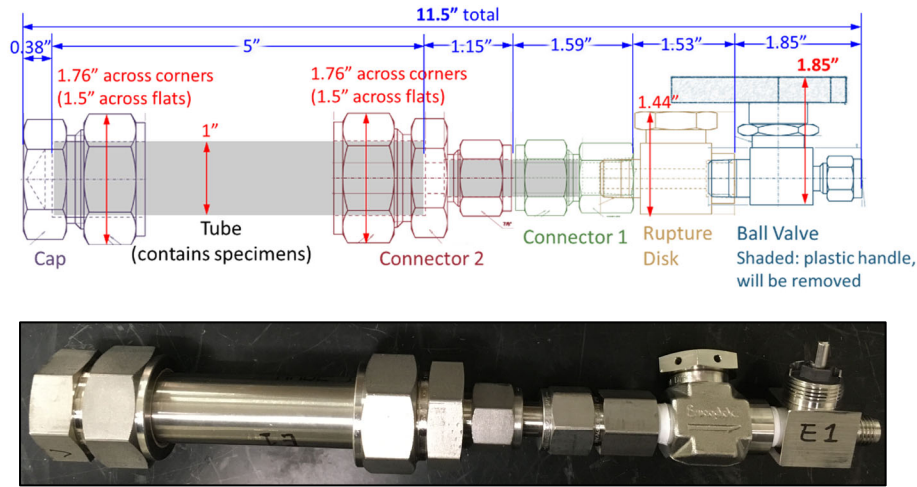 11.5” total
0.38”
5”
1.15”
1.59”
1.53”
1.85”
1.76” across corners
(1.5” across flats)
1.76” across corners
(1.5” across flats)
1”
1.44”
1.85”
Tube
(contains specimens)
Cap
Connector 2
Connector 1
Rupture
Disk
Ball Valve
Shaded: plastic handle,
will be removed
E1
E1